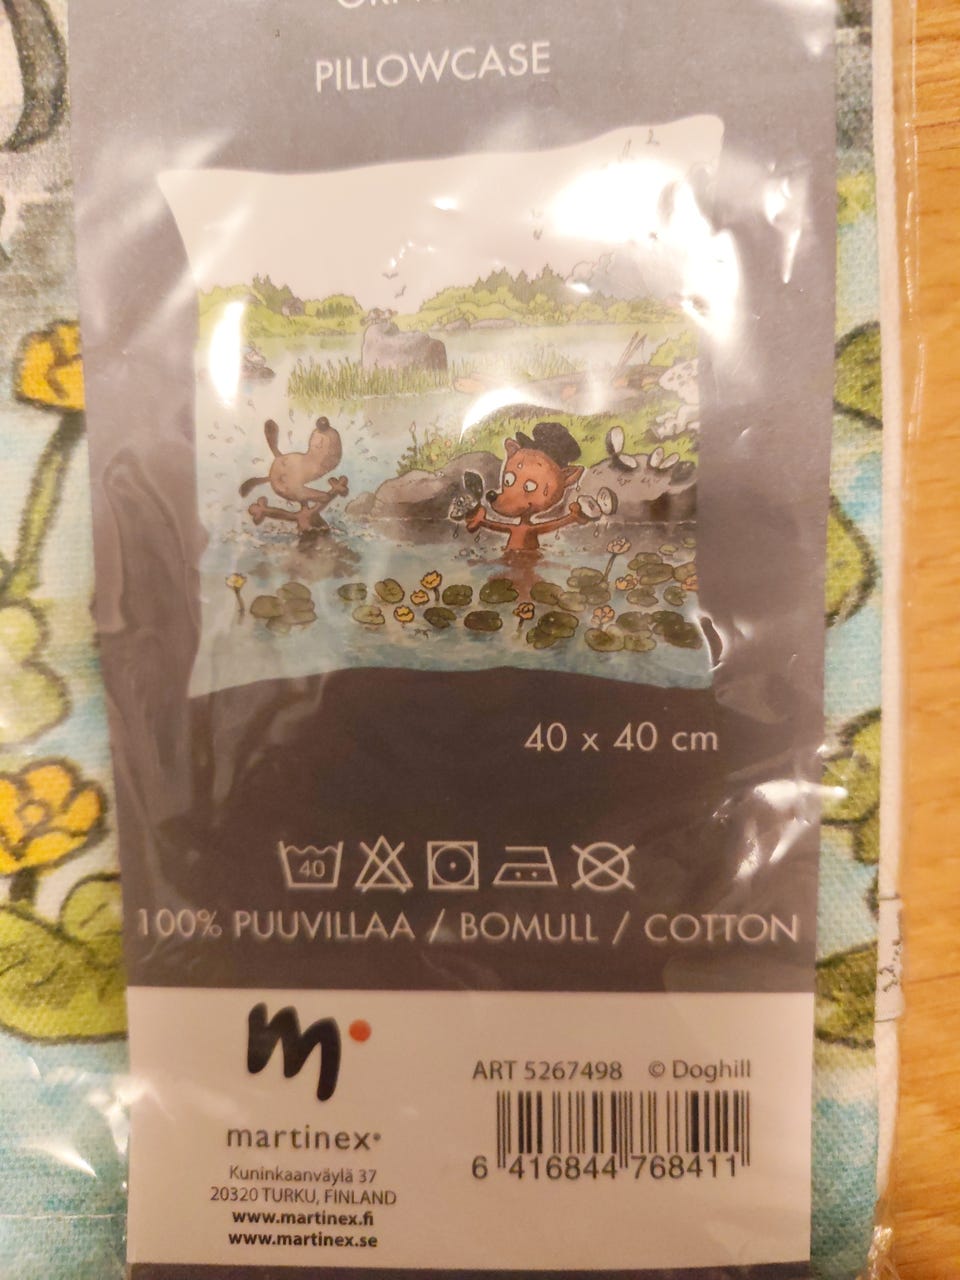 PILLOWCASE
40 x 40 cm
40
100% PUUVILLAA / BOMULL / COTTON
m
martinex®
Kuninkaanväylä 37
20320 TURKU, FINLAND
www.martinex.fi
www.martinex.se
ART 5267498 © Doghill
6 416844 768411